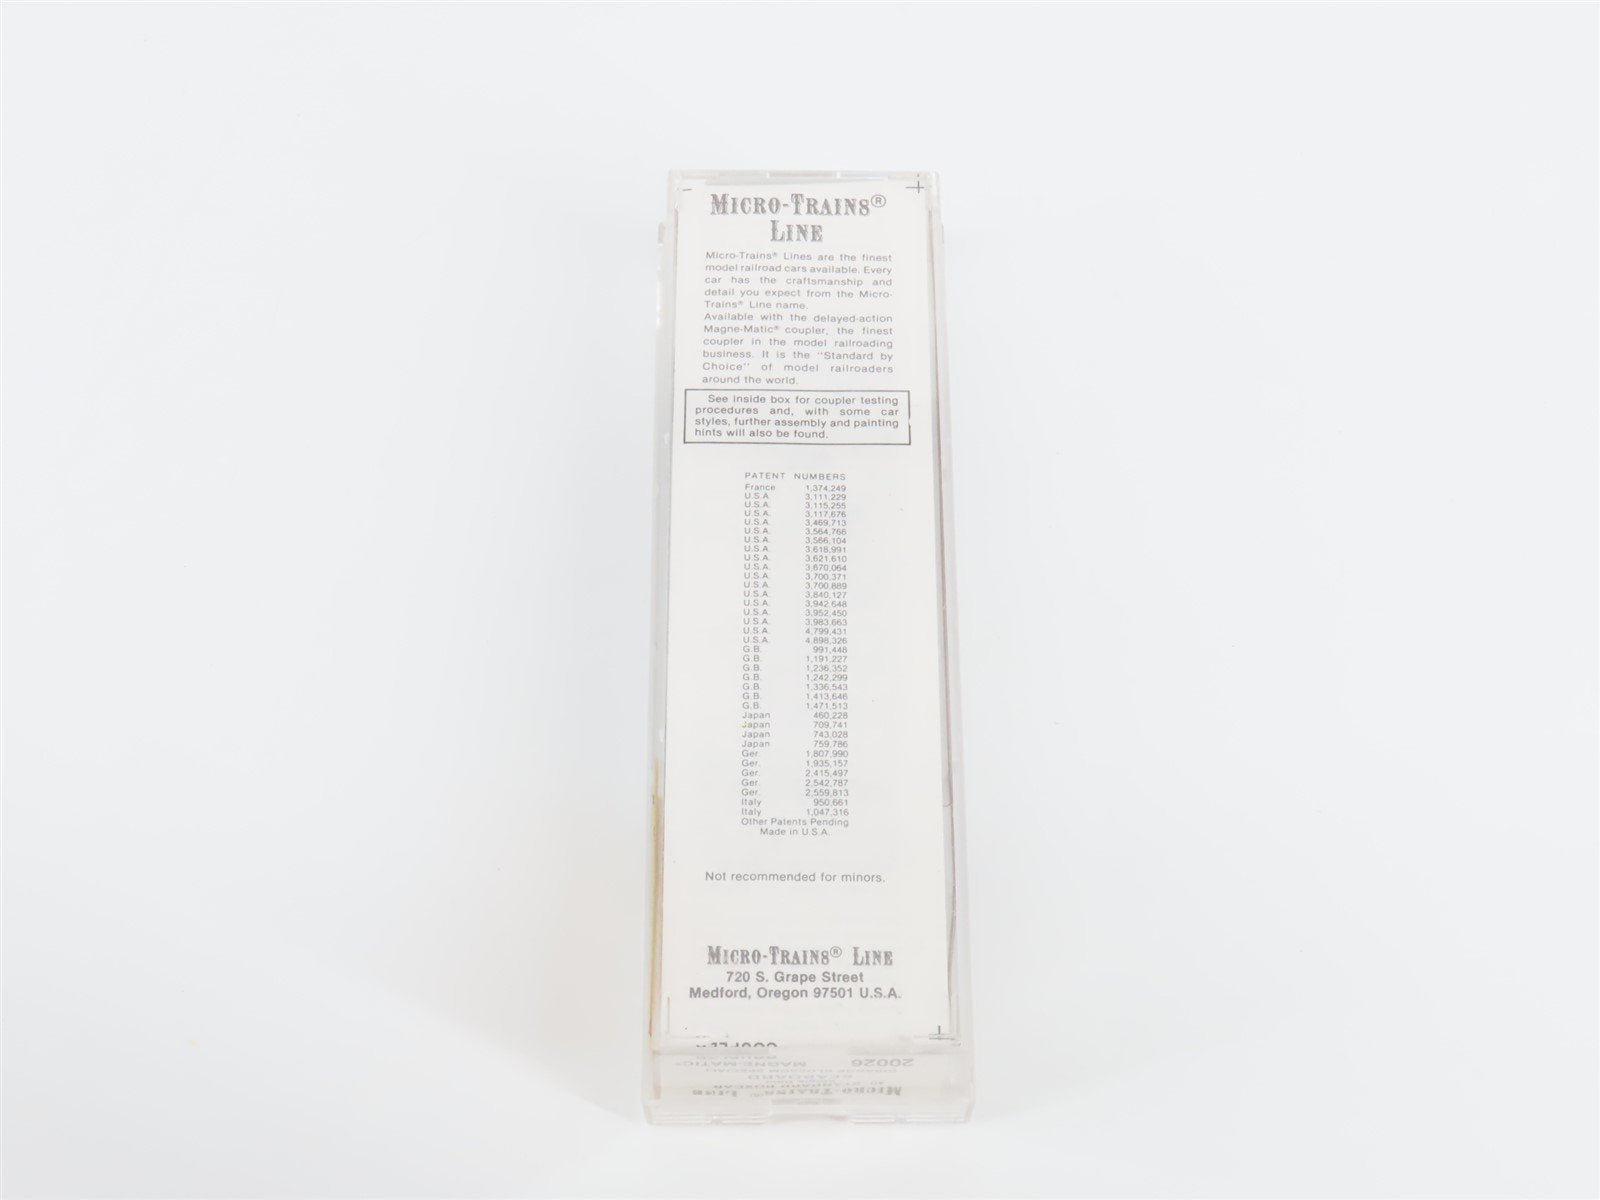 MICRO-TRAINS®
LINE
Micro-Trains® Lines are the finest
model railroad cars available. Every
car has the craftsmanship and
detail you expect from the Micro-
Trains® Line name.
Available with the delayed-action
Magne-Matic® coupler, the finest
coupler in the model railroading
business. It is the "Standard by
Choice" of model railroaders
around the world.
See inside box for coupler testing
procedures and, with some car
styles, further assembly and painting
hints will also be found.
PATENT NUMBERS
France 1,374,249
U.S.A. 3,111,229
U.S.A. 3,115,255
U.S.A. 3,117,676
U.S.A. 3,469,713
U.S.A. 3,564,766
U.S.A. 3,566,104
U.S.A. 3,618,991
U.S.A. 3,621,610
U.S.A. 3,670,064
U.S.A. 3,700,371
U.S.A. 3,700,889
U.S.A. 3,840,127
U.S.A. 3,942,648
U.S.A. 3,952,450
U.S.A. 3,983,663
U.S.A. 4,799,431
U.S.A. 4,898,326
G.B. 991,448
G.B. 1,191,227
G.B. 1,236,352
G.B. 1,242,299
G.B. 1,336,543
G.B. 1,413,646
G.B. 1,471,513
Japan 460,228
Japan 709,741
Japan 743,028
Japan 759,786
Ger. 1,807,990
Ger. 1,935,157
Ger. 2,415,497
Ger. 2,542,787
Ger. 2,559,813
Italy 950,661
Italy 1,047,316
Other Patents Pending
Made in U.S.A.
Not recommended for minors.
MICRO-TRAINS® LINE
720 S. Grape Street
Medford, Oregon 97501 U.S.A.
20026 MAGNE-MATIC®
SEABOARD
MICRO-TRAINS® LINE